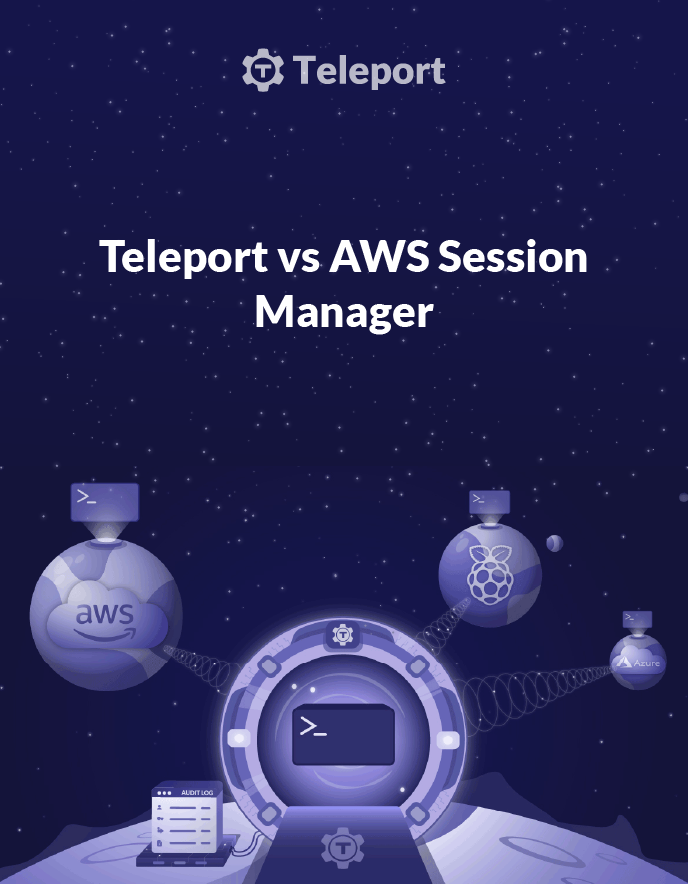 Teleport
Teleport vs AWS Session
Manager
>_
>_
aws
>_
Azure
>_
AUDIT LOG